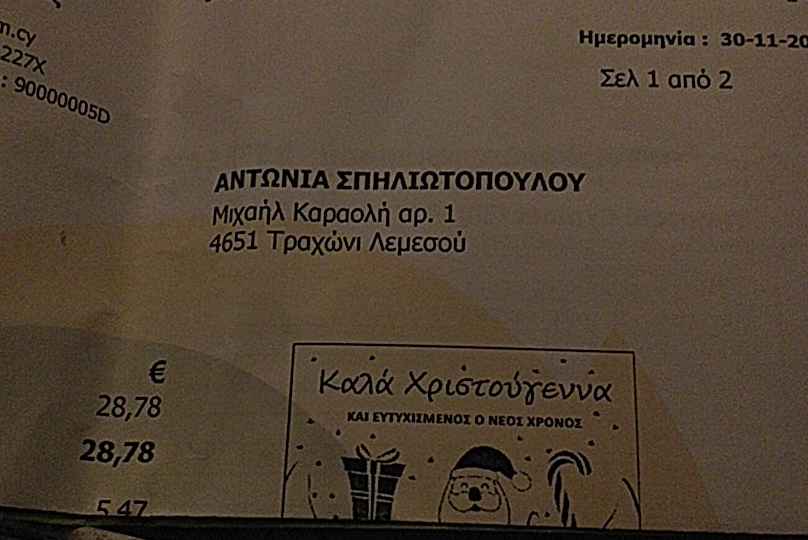 Ημερομηνία : 30-11-20
Σελ 1 από 2
.cy
227X
: 90000005D
ΑΝΤΩΝΙΑ ΣΠΗΛΙΩΤΟΠΟΥΛΟΥ
Μιχαήλ Καραολή αρ. 1
4651 Τραχώνι Λεμεσού
€
28,78
28,78
5,47
Καλά Χριστούγεννα
ΚΑΙ ΕΥΤΥΧΙΣΜΕΝΟΣ Ο ΝΕΟΣ ΧΡΟΝΟΣ